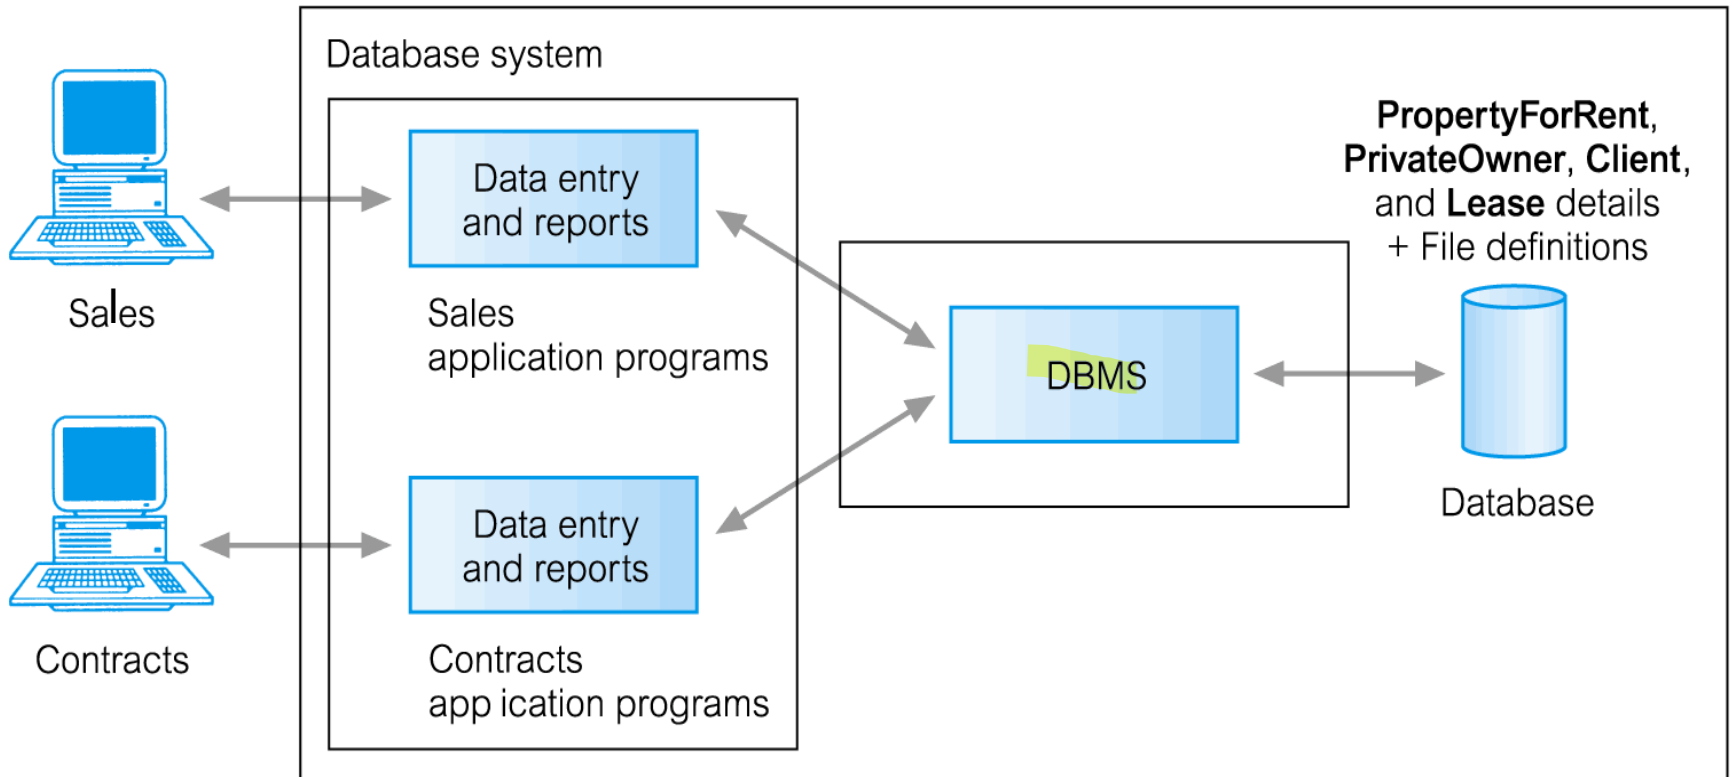 Database system
Sales
Data entry
and reports
Sales
application programs
Contracts
Data entry
and reports
Contracts
app ication programs
DBMS
PropertyForRent,
PrivateOwner, Client,
and Lease details
+ File definitions
Database